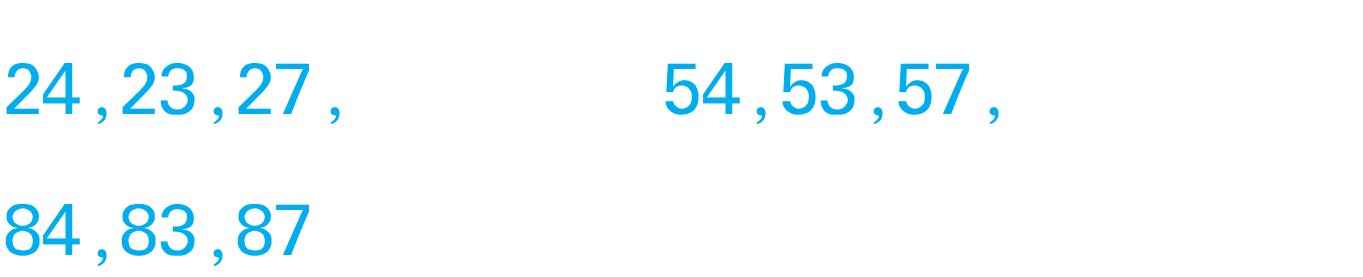 24 ,23 ,27 , 54 ,53 ,57 ,
84 ,83 ,87